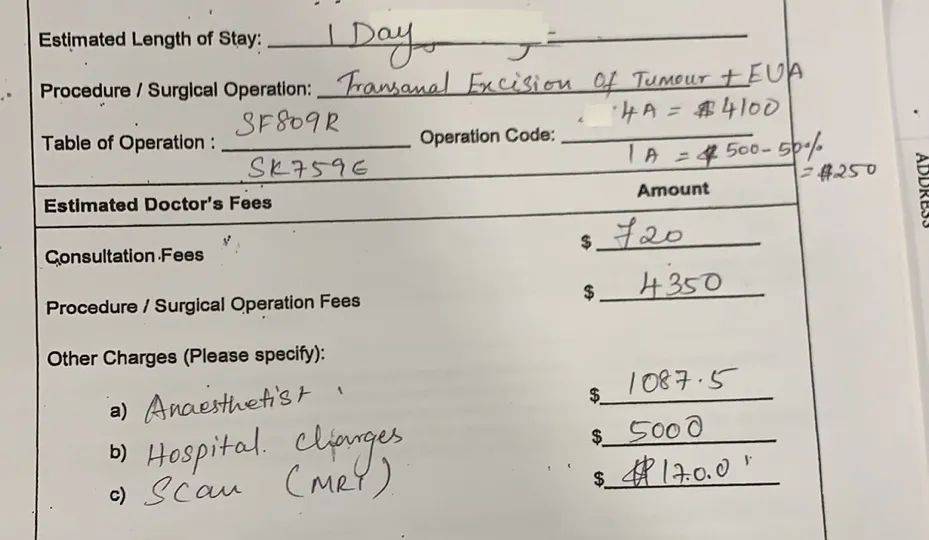 Estimated Length of Stay: 1 Day
Procedure / Surgical Operation: Transanal Excision Of Tumour + EUA
4A = $4100
Table of Operation : SF809R Operation Code:
1A = $500 - 50%
= $250
SK759E
Estimated Doctor's Fees Amount
Consultation Fees $ 720
Procedure / Surgical Operation Fees $ 4350
Other Charges (Please specify):
a) Anaesthetist $ 1087.5
b) Hospital. Charges $ 5000
c) Scan (MRI) $ $1700
ADDRESS